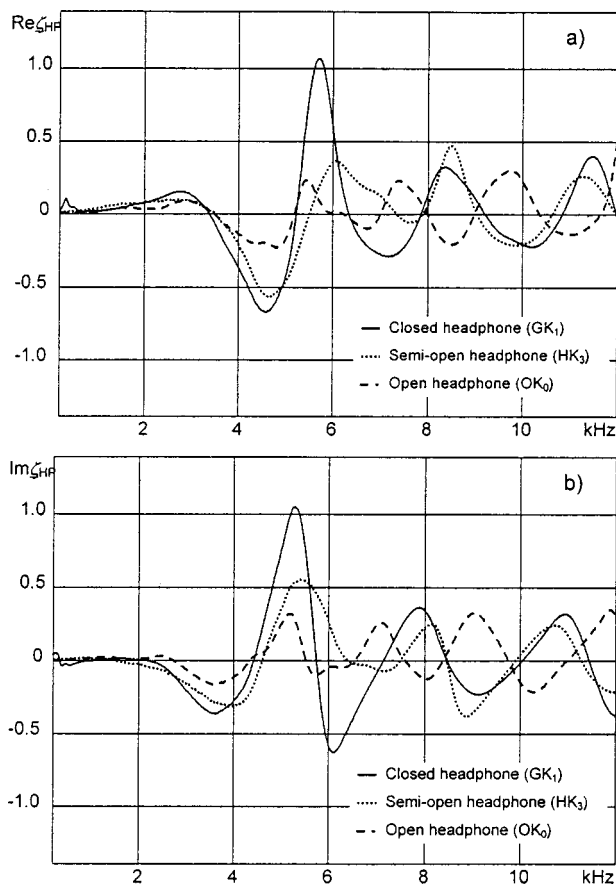 Reζ_HP
a)
1.0
0.5
0
-0.5
-1.0
Closed headphone (GK₁)
Semi-open headphone (HK₃)
Open headphone (OK₀)
2 4 6 8 10 kHz
Imζ_HP
b)
1.0
0.5
0
-0.5
-1.0
Closed headphone (GK₁)
Semi-open headphone (HK₃)
Open headphone (OK₀)
2 4 6 8 10 kHz